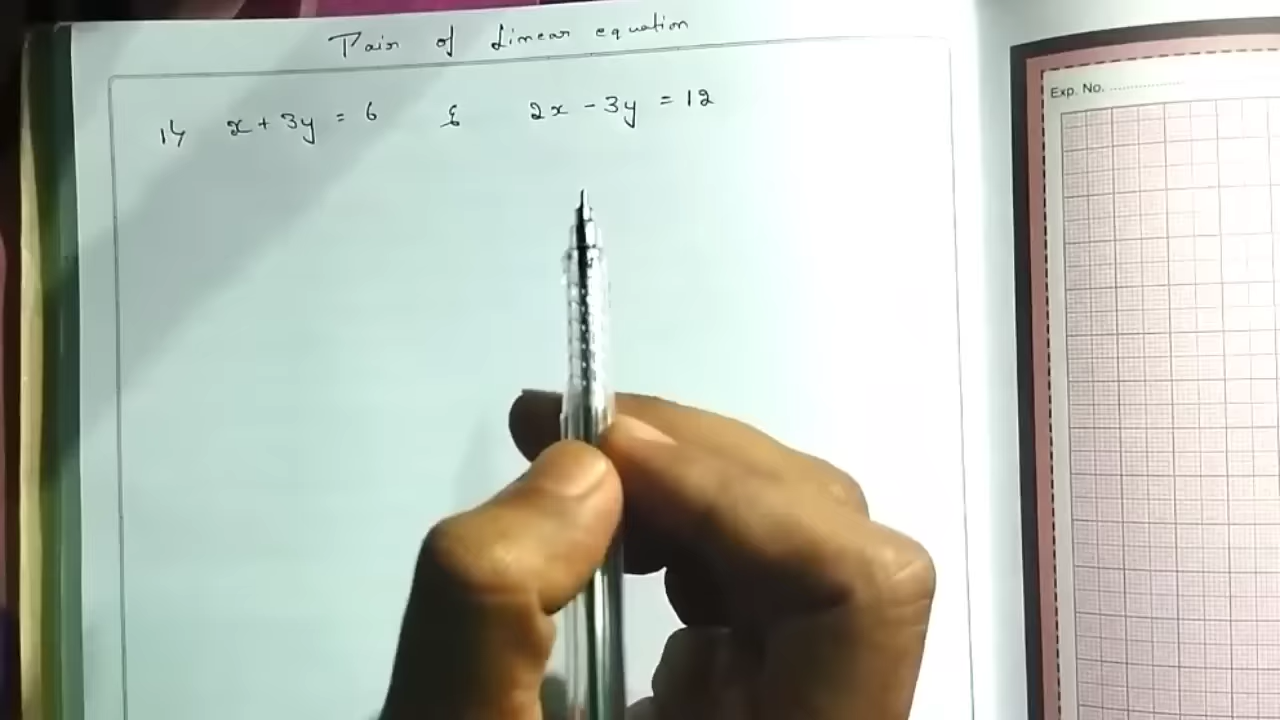 Pair of Linear equation
1) x + 3y = 6 & 2x - 3y = 12
Exp. No. ....................